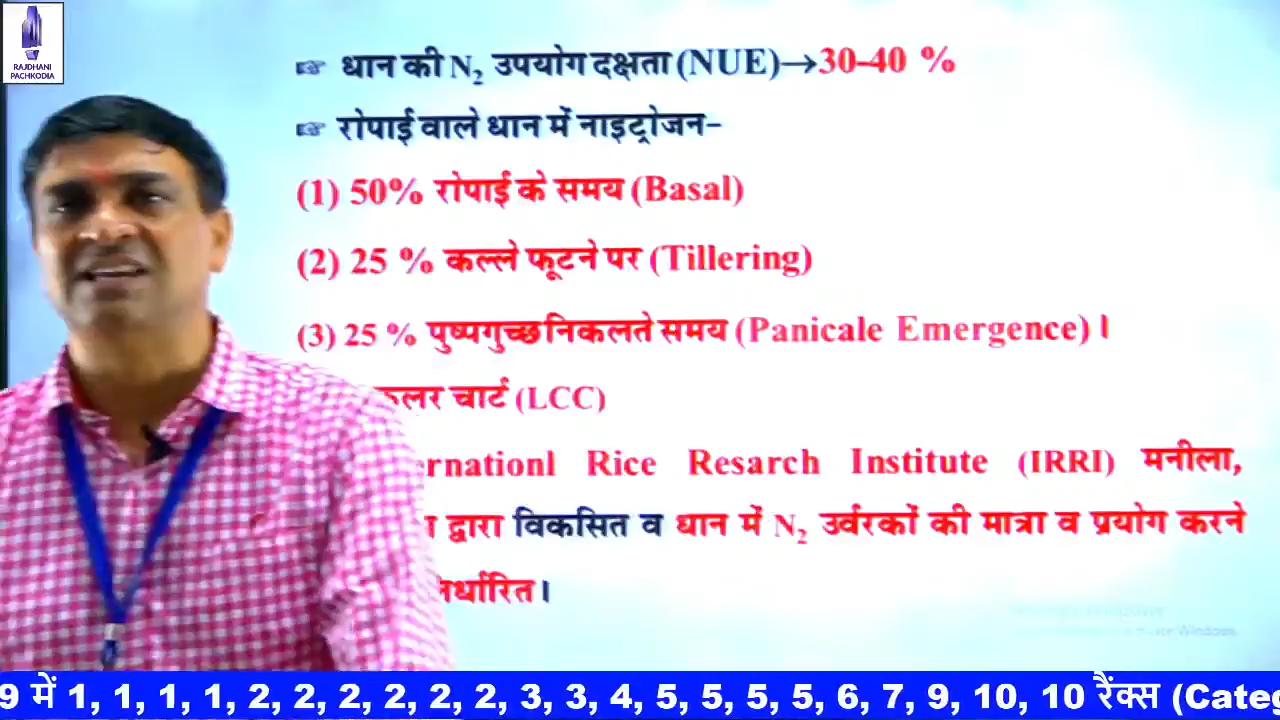 RAJDHANI
PACHKODIA
☞ धान की N₂ उपयोग दक्षता (NUE)→30-40 %
☞ रोपाई वाले धान में नाइट्रोजन-
(1) 50% रोपाई के समय (Basal)
(2) 25 % कल्ले फूटने पर (Tillering)
(3) 25 % पुष्पगुच्छ निकलते समय (Panicale Emergence) ।
कलर चार्ट (LCC)
ernationl Rice Resarch Institute (IRRI) मनीला,
द्वारा विकसित व धान में N₂ उर्वरकों की मात्रा व प्रयोग करने
र्धारित ।
9 में 1, 1, 1, 1, 2, 2, 2, 2, 2, 2, 3, 3, 4, 5, 5, 5, 5, 6, 7, 9, 10, 10 रैंक्स (Categ